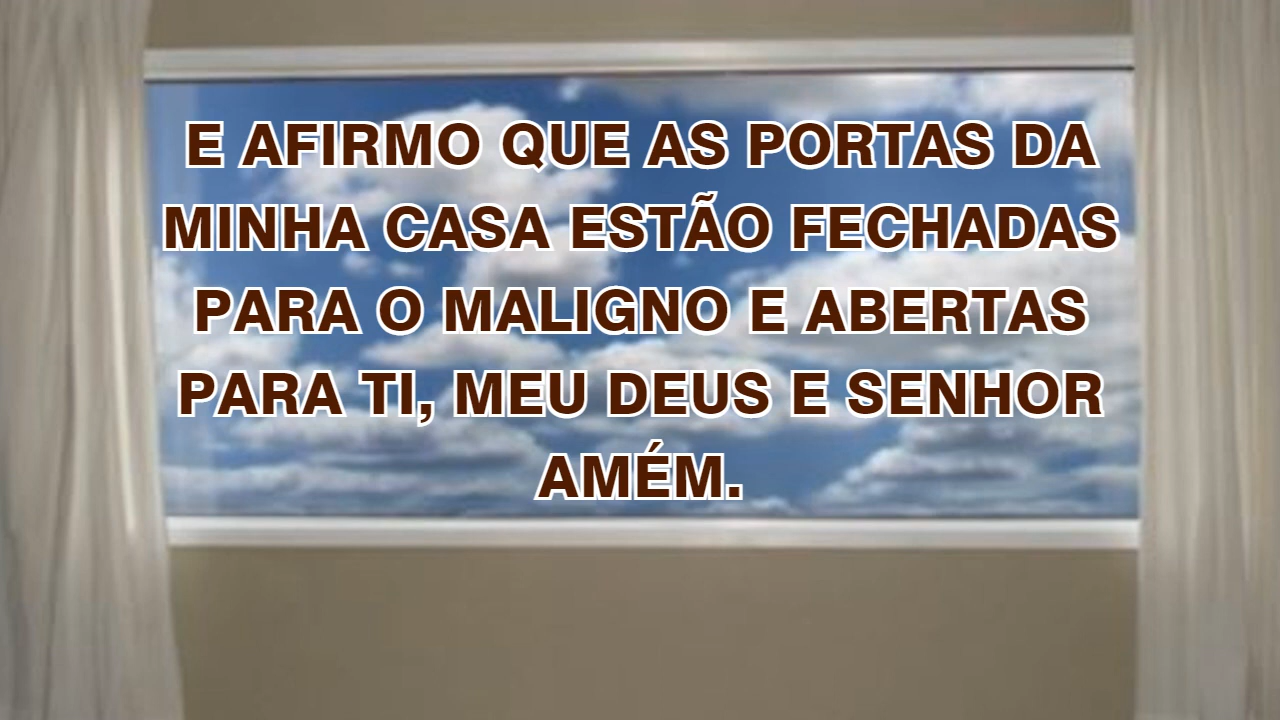 E AFIRMO QUE AS PORTAS DA
MINHA CASA ESTÃO FECHADAS
PARA O MALIGNO E ABERTAS
PARA TI, MEU DEUS E SENHOR
AMÉM.